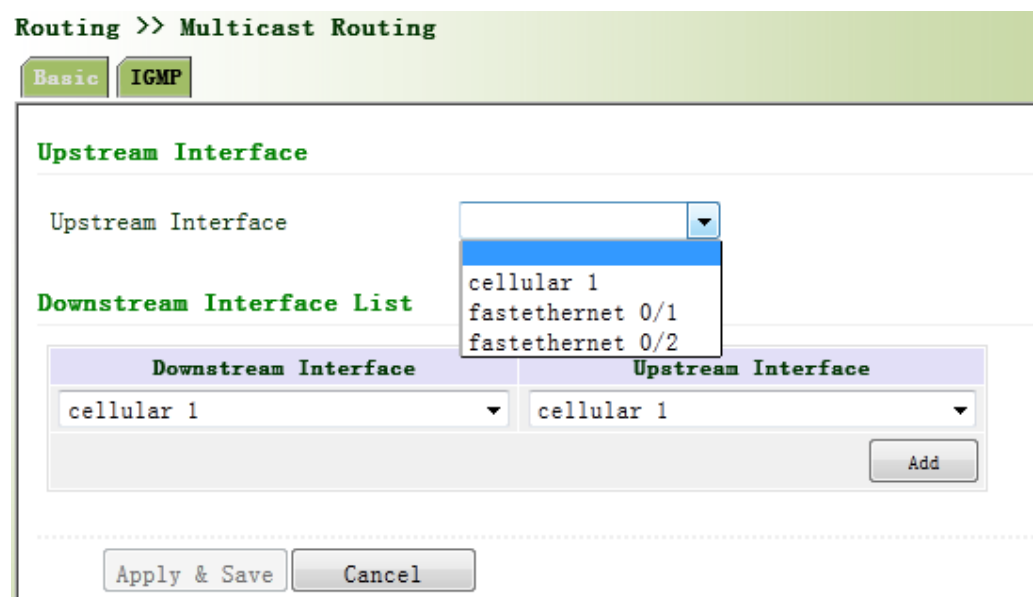 Routing >> Multicast Routing
Basic IGMP
Upstream Interface
Upstream Interface
cellular 1
fastethernet 0/1
fastethernet 0/2
Downstream Interface List
Downstream Interface Upstream Interface
cellular 1 cellular 1
Add
Apply & Save Cancel